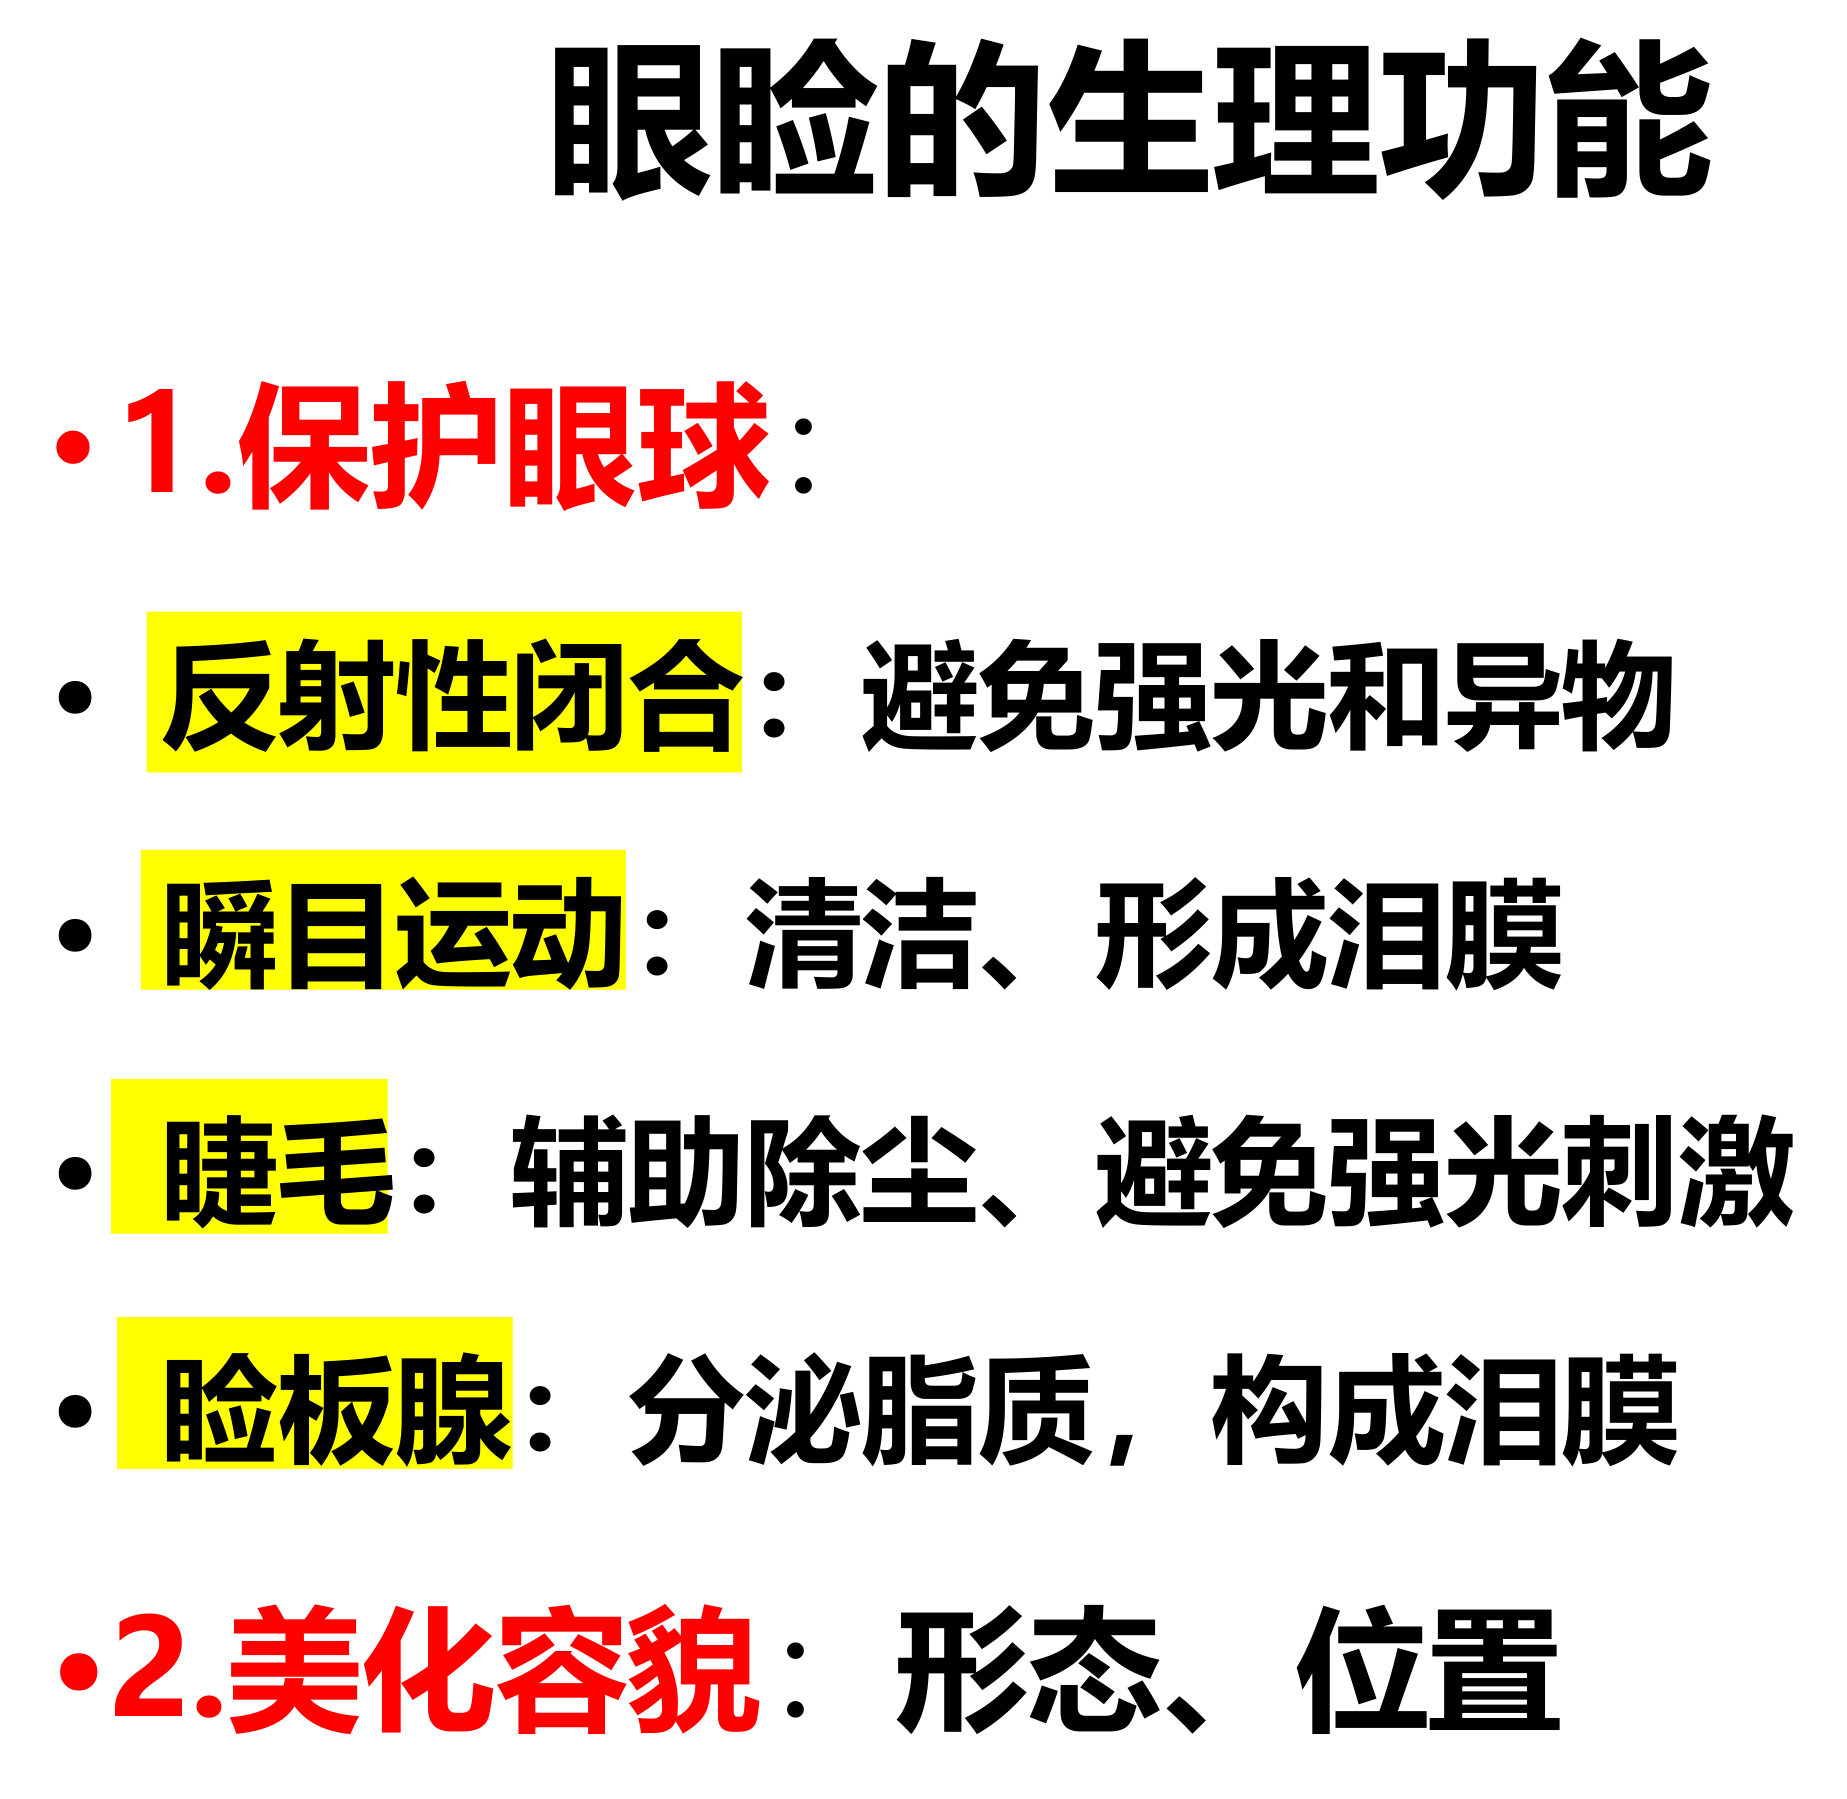 眼睑的生理功能
•1.保护眼球：
• 反射性闭合：避免强光和异物
• 瞬目运动：清洁、形成泪膜
• 睫毛：辅助除尘、避免强光刺激
• 睑板腺：分泌脂质，构成泪膜
•2.美化容貌：形态、位置